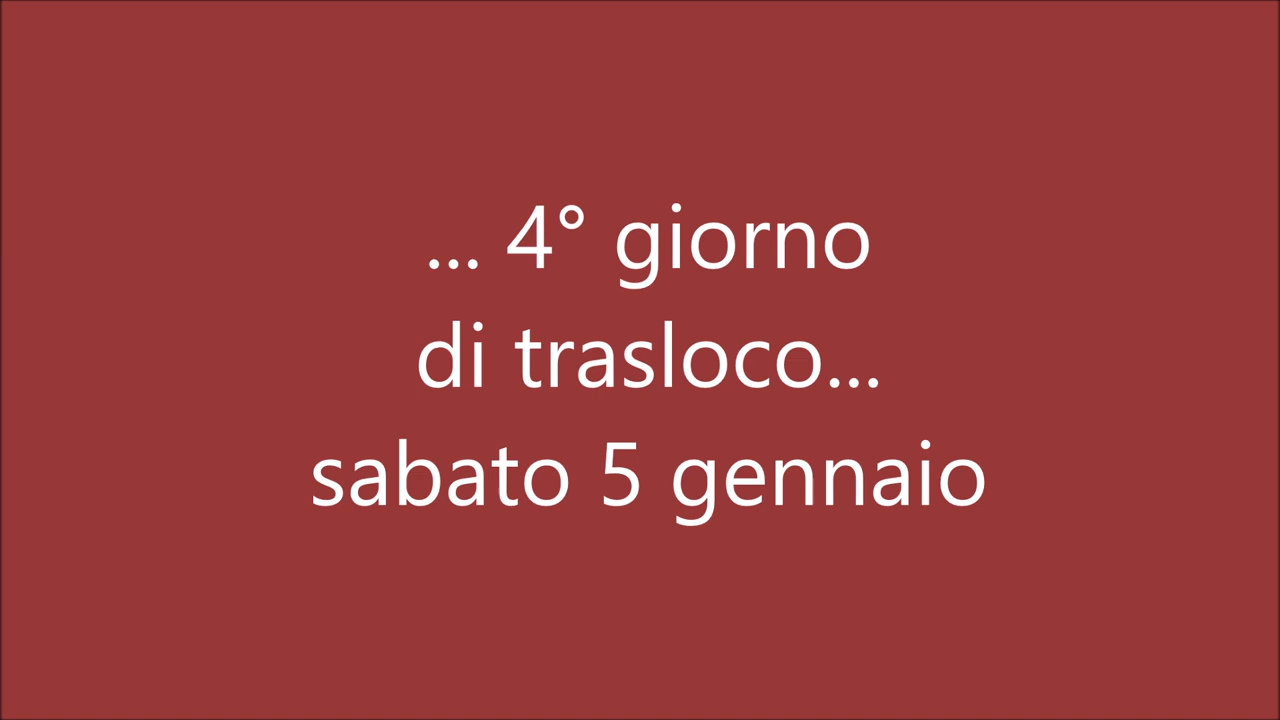 ... 4° giorno
di trasloco...
sabato 5 gennaio